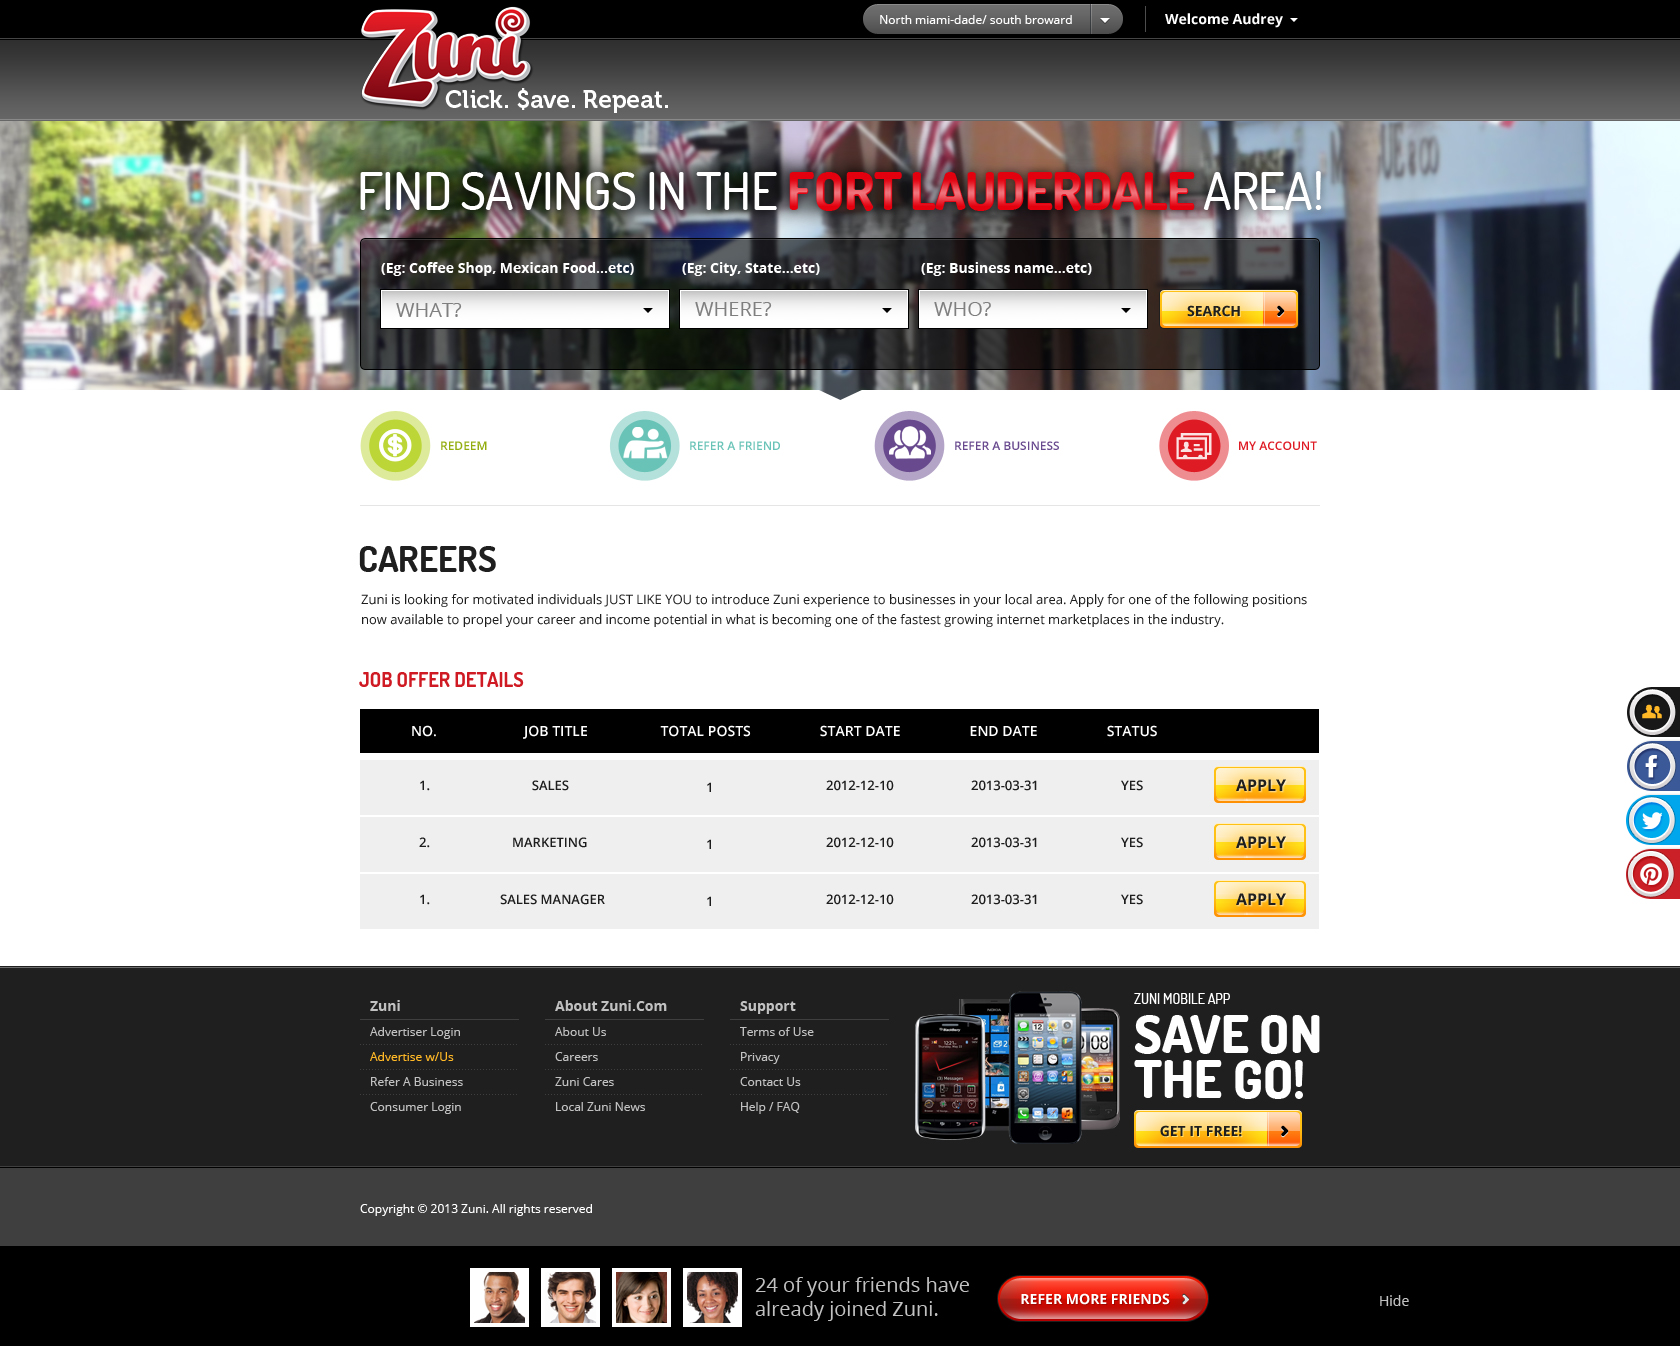 North miami-dade/ south broward
Welcome Audrey
Zuni
Click. $ave. Repeat.
FIND SAVINGS IN THE FORT LAUDERDALE AREA!
(Eg: Coffee Shop, Mexican Food...etc)
(Eg: City, State...etc)
(Eg: Business name...etc)
WHAT?
WHERE?
WHO?
SEARCH
REDEEM
REFER A FRIEND
REFER A BUSINESS
MY ACCOUNT
CAREERS
Zuni is looking for motivated individuals JUST LIKE YOU to introduce Zuni experience to businesses in your local area. Apply for one of the following positions
now available to propel your career and income potential in what is becoming one of the fastest growing internet marketplaces in the industry.
JOB OFFER DETAILS
NO. JOB TITLE TOTAL POSTS START DATE END DATE STATUS
1. SALES 1 2012-12-10 2013-03-31 YES APPLY
2. MARKETING 1 2012-12-10 2013-03-31 YES APPLY
1. SALES MANAGER 1 2012-12-10 2013-03-31 YES APPLY
Zuni
Advertiser Login
Advertise w/Us
Refer A Business
Consumer Login
About Zuni.Com
About Us
Careers
Zuni Cares
Local Zuni News
Support
Terms of Use
Privacy
Contact Us
Help / FAQ
ZUNI MOBILE APP
SAVE ON
THE GO!
GET IT FREE!
Copyright © 2013 Zuni. All rights reserved
24 of your friends have
already joined Zuni.
REFER MORE FRIENDS
Hide